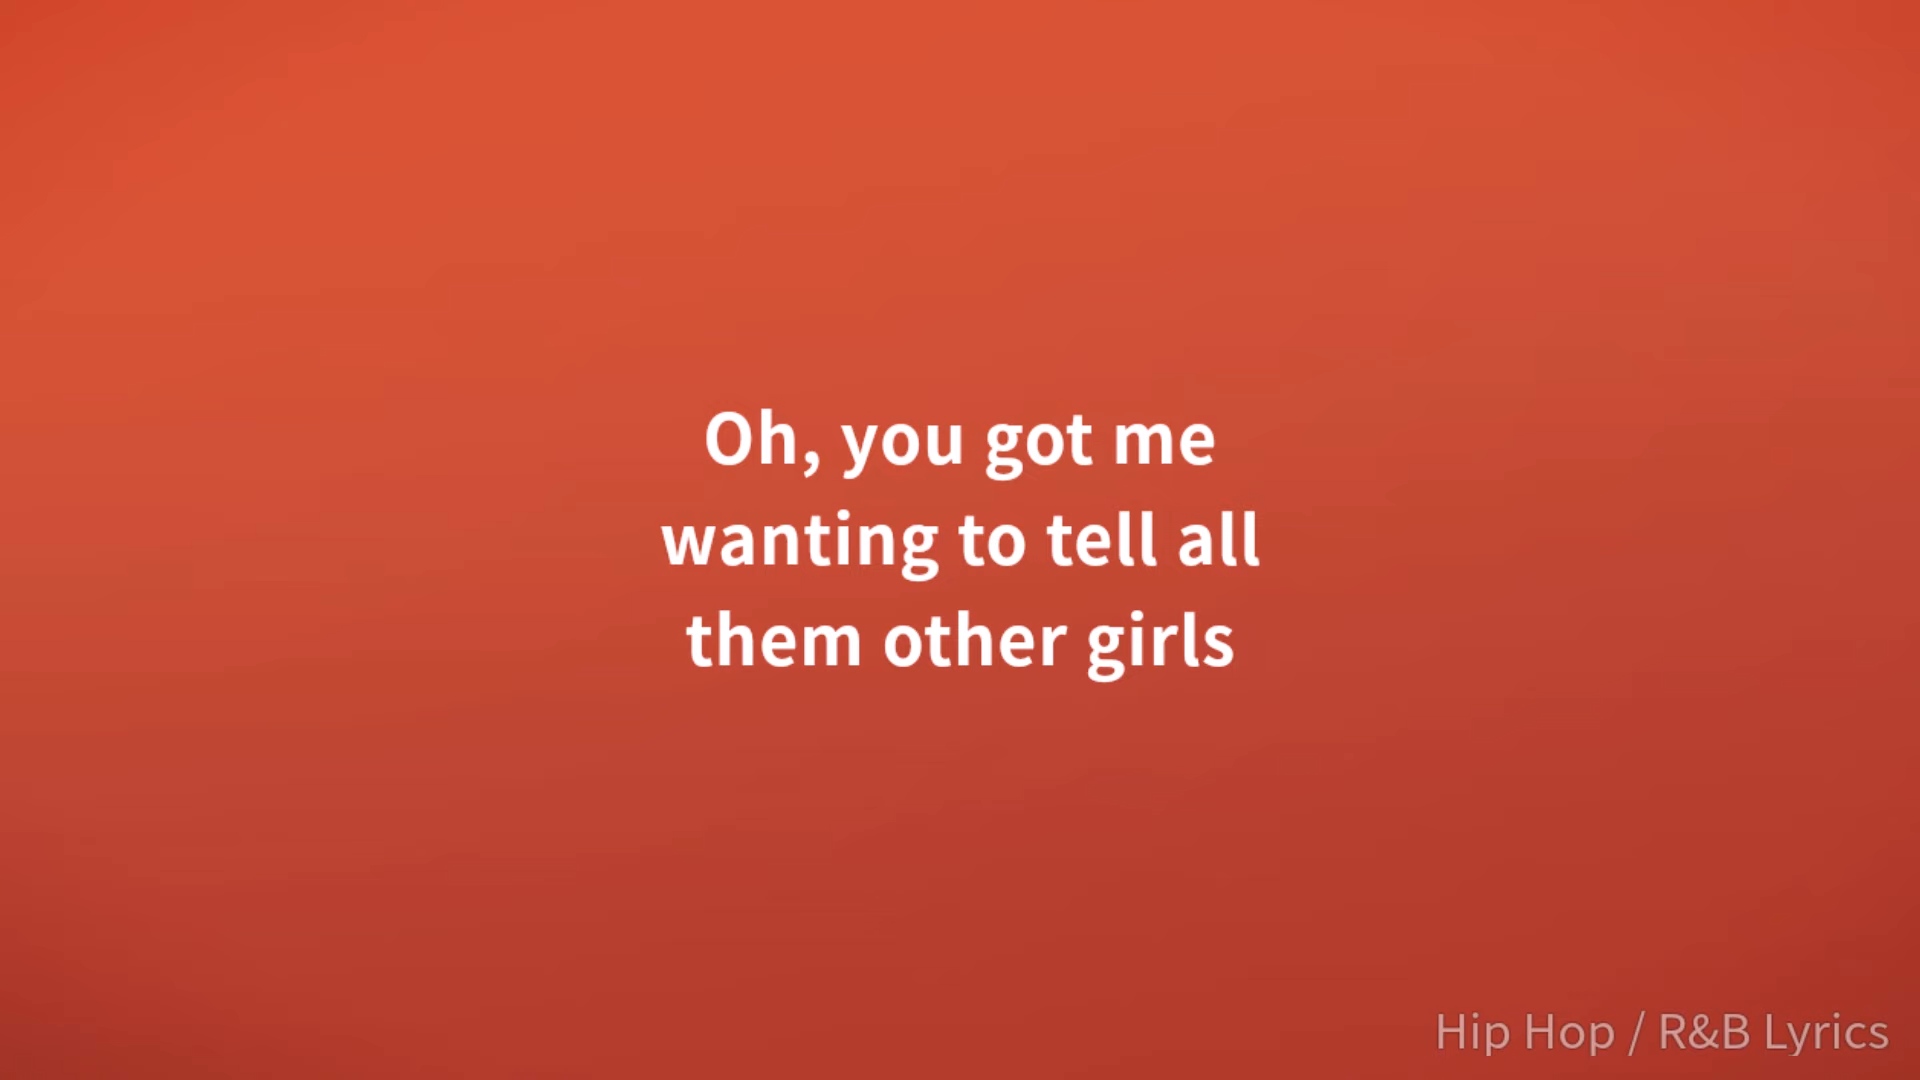 Oh, you got me
wanting to tell all
them other girls
Hip Hop / R&B Lyrics